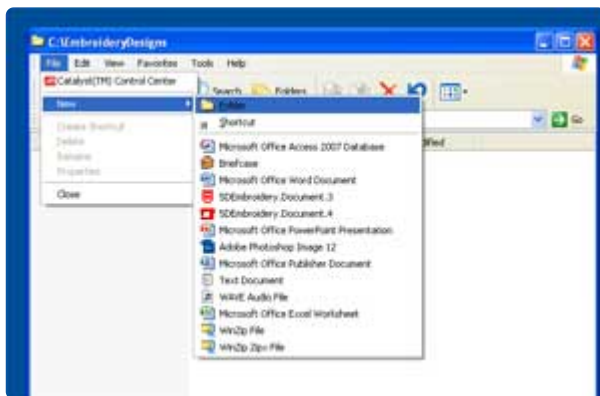 C:\EmbroideryDesigns
File Edit View Favorites Tools Help
Catalyst(TM) Control Center
Search Folders
New
Folder
Go
Shortcut
Create Shortcut
Delete
Rename
Properties
Close
Microsoft Office Access 2007 Database
Briefcase
Microsoft Office Word Document
SDEmbroidery.Document.3
SDEmbroidery.Document.4
Microsoft Office PowerPoint Presentation
Adobe Photoshop Image 12
Microsoft Office Publisher Document
Text Document
WAVE Audio File
Microsoft Office Excel Worksheet
WinZip File
WinZip Zipx File